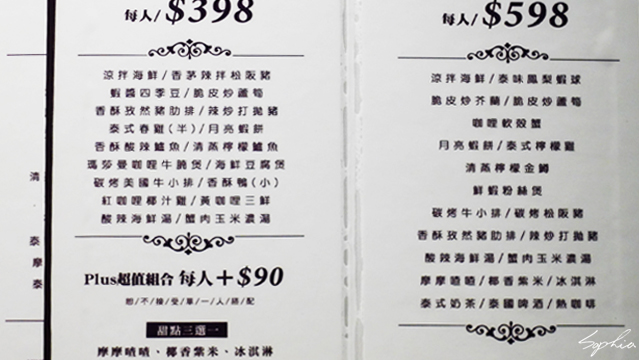 清
泰
摩
泰
每人/$398
涼拌海鮮/香茅辣拌松阪豬
蝦醬四季豆/脆皮炒蘆筍
香酥孜然豬肋排/辣炒打拋豬
泰式春雞(半)/月亮蝦餅
香酥酸辣鱸魚/清蒸檸檬鱸魚
瑪莎曼咖哩牛腱煲/海鮮豆腐煲
碳烤美國牛小排/香酥鴨(小)
紅咖哩椰汁雞/黃咖哩三鮮
酸辣海鮮湯/蟹肉玉米濃湯
Plus超值組合 每人+$90
恕/不/接/受/單/一/人/搭/配
甜點三選一
摩摩喳喳、椰香紫米、冰淇淋
每人/$598
涼拌海鮮/泰味鳳梨蝦球
脆皮炒芥蘭/脆皮炒蘆筍
咖哩軟殼蟹
月亮蝦餅/泰式檸檬雞
清蒸檸檬金鱒
鮮蝦粉絲煲
碳烤牛小排/碳烤松阪豬
香酥孜然豬肋排/辣炒打拋豬
酸辣海鮮湯/蟹肉玉米濃湯
摩摩喳喳/椰香紫米/冰淇淋
泰式奶茶/泰國啤酒/熱咖啡
Sophia